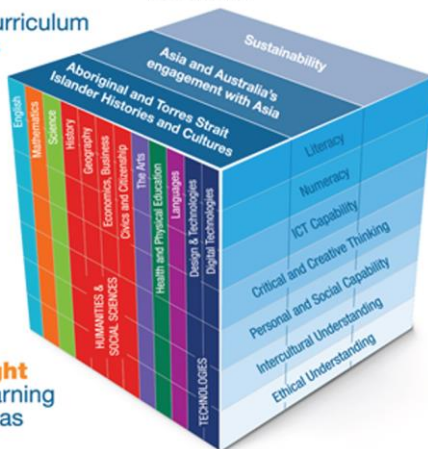 urriculum
Sustainability
Asia and Australia's
engagement with Asia
Aboriginal and Torres Strait
Islander Histories and Cultures
English
Mathematics
Science
History
Geography
Economics, Business
Civics and Citizenship
HUMANITIES &
SOCIAL SCIENCES
The Arts
Health and Physical Education
Languages
Design & Technologies
Digital Technologies
TECHNOLOGIES
Literacy
Numeracy
ICT Capability
Critical and Creative Thinking
Personal and Social Capability
Intercultural Understanding
Ethical Understanding
ght
arning
as